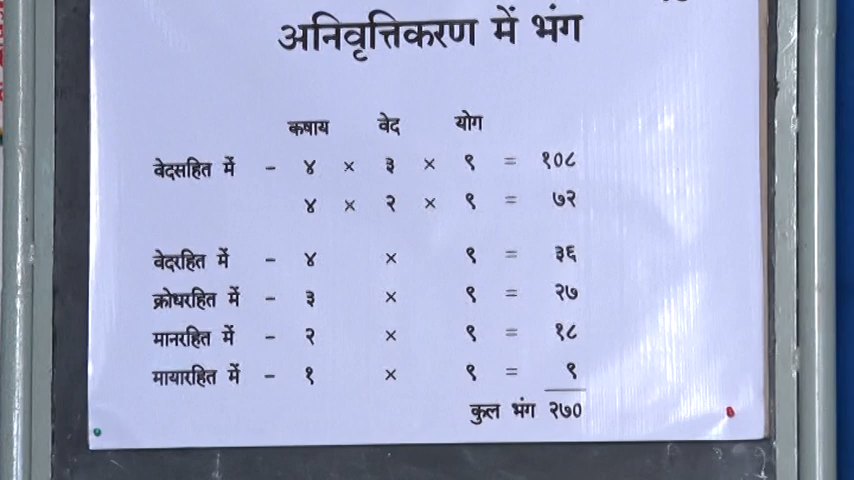 अनिवृत्तिकरण में भंग
कषाय वेद योग
वेदसहित में - ४ × ३ × ९ = १०८
४ × २ × ९ = ७२
वेदरहित में - ४ × ९ = ३६
क्रोधरहित में - ३ × ९ = २७
मानरहित में - २ × ९ = १८
मायारहित में - १ × ९ = ९
कुल भंग २७०